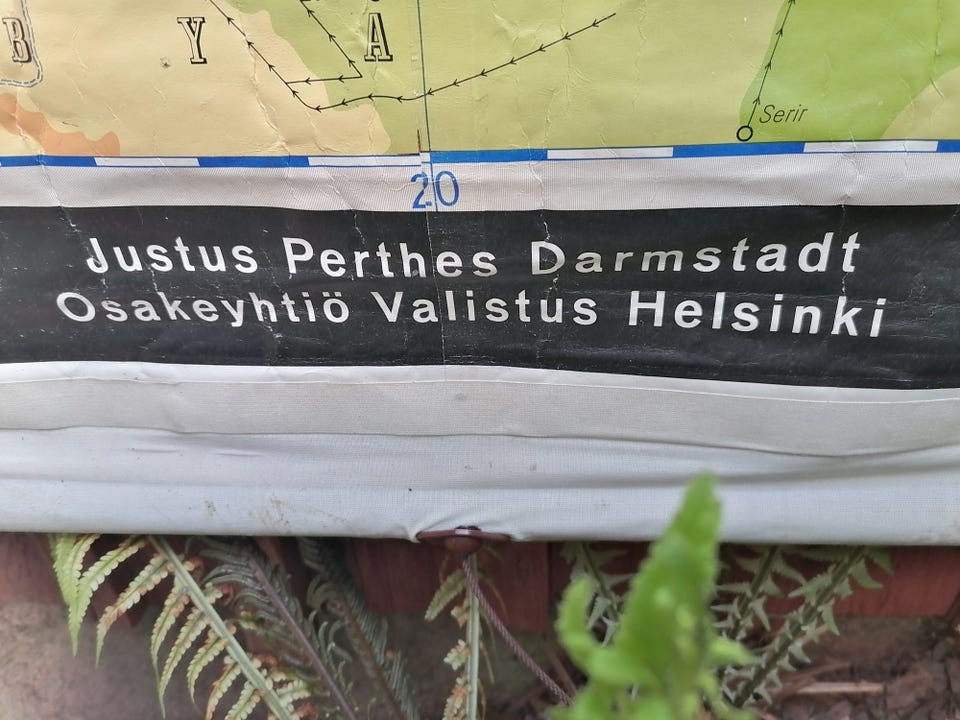 B Y A
Serir
20
Justus Perthes Darmstadt
Osakeyhtiö Valistus Helsinki